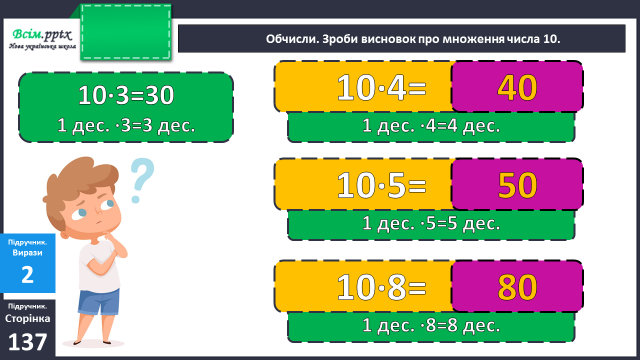 Всім.pptx
Нова українська школа
Обчисли. Зроби висновок про множення числа 10.
10·3=30
1 дес. ·3=3 дес.
10·4= 40
1 дес. ·4=4 дес.
10·5= 50
1 дес. ·5=5 дес.
10·8= 80
1 дес. ·8=8 дес.
Підручник.
Вирази
2
Підручник.
Сторінка
137